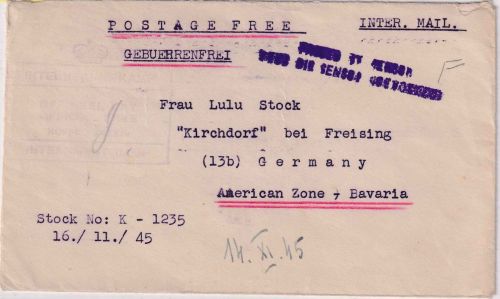 POSTAGE FREE INTER. MAIL.
GEBUEHRENFREI
PASSED BY CENSOR
Frau Lulu Stock
"Kirchdorf" bei Freising
(13b) Germany
American Zone, Bavaria
Stock No: K - 1235
16./ 11./ 45
14. XI. 45